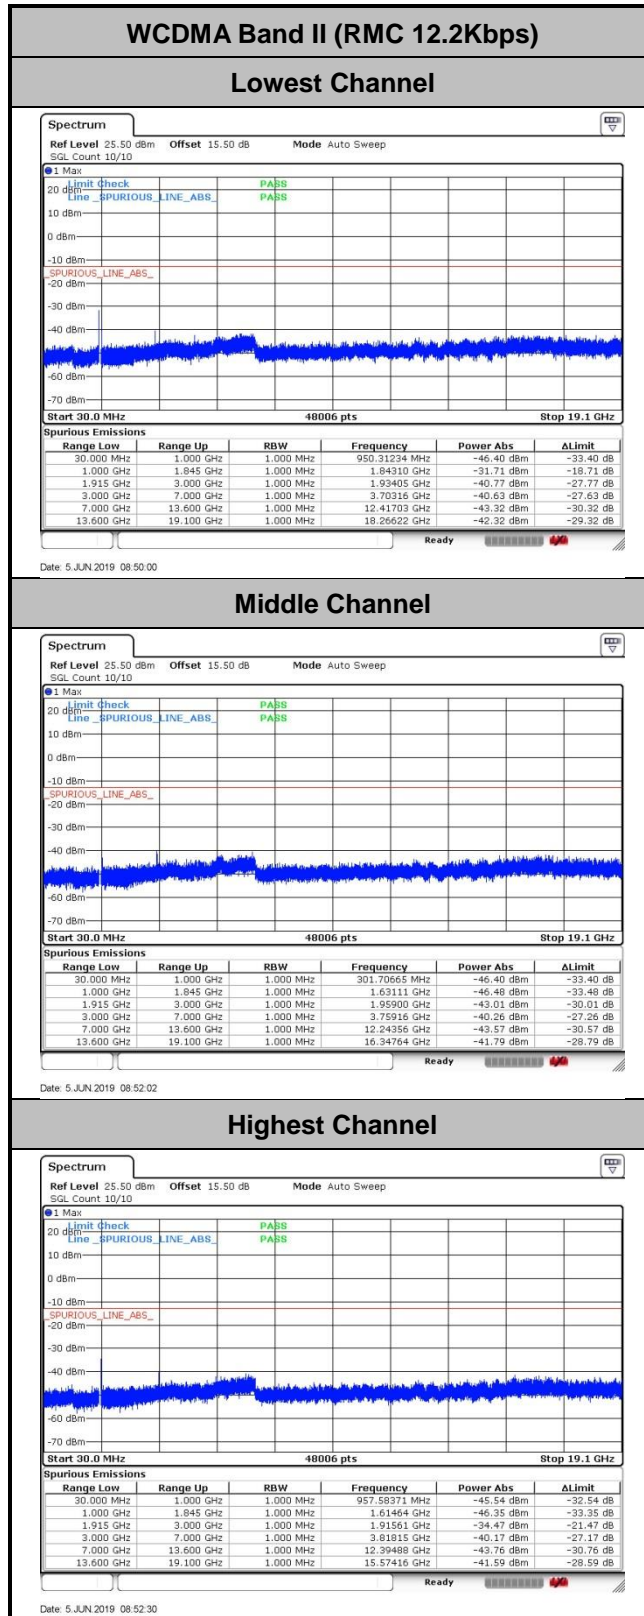 WCDMA Band II (RMC 12.2Kbps)
Lowest Channel
Spectrum
Ref Level 25.50 dBm Offset 15.50 dB Mode Auto Sweep
SGL Count 10/10
1 Max
Limit Check PASS
20 dBm
Line _SPURIOUS_LINE_ABS_ PASS
10 dBm
0 dBm
-10 dBm
_SPURIOUS_LINE_ABS_
-20 dBm
-30 dBm
-40 dBm
-60 dBm
-70 dBm
Start 30.0 MHz 48006 pts Stop 19.1 GHz
Spurious Emissions
Range Low Range Up RBW Frequency Power Abs ΔLimit
30.000 MHz 1.000 GHz 1.000 MHz 950.31234 MHz -46.40 dBm -33.40 dB
1.000 GHz 1.845 GHz 1.000 MHz 1.84310 GHz -31.71 dBm -18.71 dB
1.915 GHz 3.000 GHz 1.000 MHz 1.93405 GHz -40.77 dBm -27.77 dB
3.000 GHz 7.000 GHz 1.000 MHz 3.70316 GHz -40.63 dBm -27.63 dB
7.000 GHz 13.600 GHz 1.000 MHz 12.41703 GHz -43.32 dBm -30.32 dB
13.600 GHz 19.100 GHz 1.000 MHz 18.26622 GHz -42.32 dBm -29.32 dB
Ready
Date: 5.JUN.2019 08:50:00
Middle Channel
Spectrum
Ref Level 25.50 dBm Offset 15.50 dB Mode Auto Sweep
SGL Count 10/10
1 Max
Limit Check PASS
20 dBm
Line _SPURIOUS_LINE_ABS_ PASS
10 dBm
0 dBm
-10 dBm
_SPURIOUS_LINE_ABS_
-20 dBm
-30 dBm
-40 dBm
-60 dBm
-70 dBm
Start 30.0 MHz 48006 pts Stop 19.1 GHz
Spurious Emissions
Range Low Range Up RBW Frequency Power Abs ΔLimit
30.000 MHz 1.000 GHz 1.000 MHz 301.70665 MHz -46.40 dBm -33.40 dB
1.000 GHz 1.845 GHz 1.000 MHz 1.63111 GHz -46.48 dBm -33.48 dB
1.915 GHz 3.000 GHz 1.000 MHz 1.95900 GHz -43.01 dBm -30.01 dB
3.000 GHz 7.000 GHz 1.000 MHz 3.75916 GHz -40.26 dBm -27.26 dB
7.000 GHz 13.600 GHz 1.000 MHz 12.24356 GHz -43.57 dBm -30.57 dB
13.600 GHz 19.100 GHz 1.000 MHz 16.34764 GHz -41.79 dBm -28.79 dB
Ready
Date: 5.JUN.2019 08:52:02
Highest Channel
Spectrum
Ref Level 25.50 dBm Offset 15.50 dB Mode Auto Sweep
SGL Count 10/10
1 Max
Limit Check PASS
20 dBm
Line _SPURIOUS_LINE_ABS_ PASS
10 dBm
0 dBm
-10 dBm
_SPURIOUS_LINE_ABS_
-20 dBm
-30 dBm
-40 dBm
-60 dBm
-70 dBm
Start 30.0 MHz 48006 pts Stop 19.1 GHz
Spurious Emissions
Range Low Range Up RBW Frequency Power Abs ΔLimit
30.000 MHz 1.000 GHz 1.000 MHz 957.58371 MHz -45.54 dBm -32.54 dB
1.000 GHz 1.845 GHz 1.000 MHz 1.61464 GHz -46.35 dBm -33.35 dB
1.915 GHz 3.000 GHz 1.000 MHz 1.91561 GHz -34.47 dBm -21.47 dB
3.000 GHz 7.000 GHz 1.000 MHz 3.81815 GHz -40.17 dBm -27.17 dB
7.000 GHz 13.600 GHz 1.000 MHz 12.39488 GHz -43.76 dBm -30.76 dB
13.600 GHz 19.100 GHz 1.000 MHz 15.57416 GHz -41.59 dBm -28.59 dB
Ready
Date: 5.JUN.2019 08:52:30